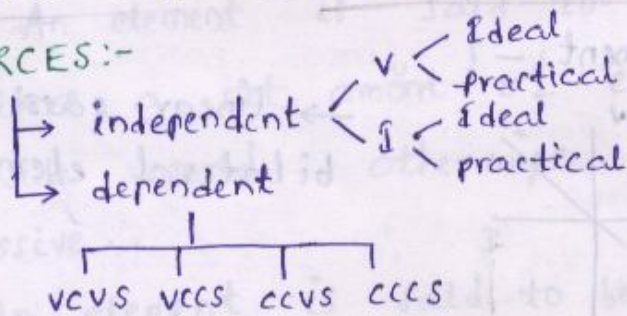 RCES:-
Ideal
V
practical
independent
Ideal
I
practical
dependent
VCVS VCCS CCVS CCCS